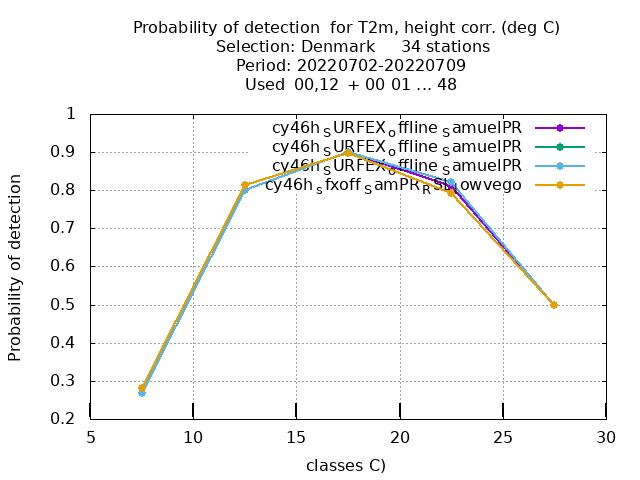 Probability of detection  for T2m, height corr. (deg C)
Selection: Denmark     34 stations
Period: 20220702-20220709
Used  00,12  + 00 01 ... 48
cy46h_SURFEX_offline_SamuelPR
cy46h_SURFEX_offline_SamuelPR
cy46h_SURFEX_offline_SamuelPR
cy46h_sfxoff_SamPR_RSLlowvego
1
0.9
0.8
0.7
0.6
0.5
0.4
0.3
0.2
Probability of detection
5 10 15 20 25 30
classes C)